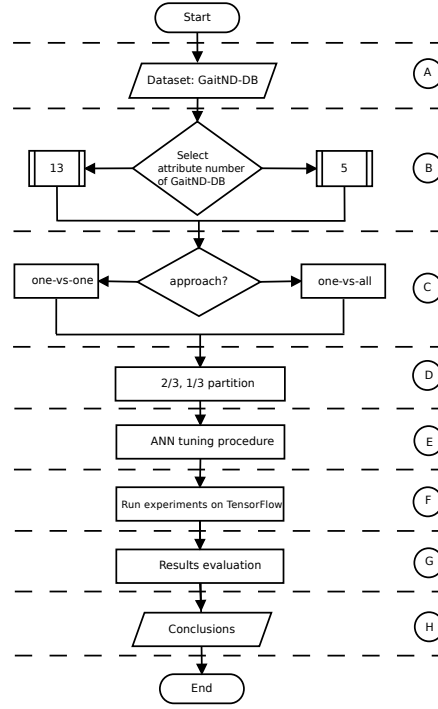 Start
Dataset: GaitND-DB
A
Select
attribute number
of GaitND-DB
13
5
B
approach?
one-vs-one
one-vs-all
C
2/3, 1/3 partition
D
ANN tuning procedure
E
Run experiments on TensorFlow
F
Results evaluation
G
Conclusions
H
End